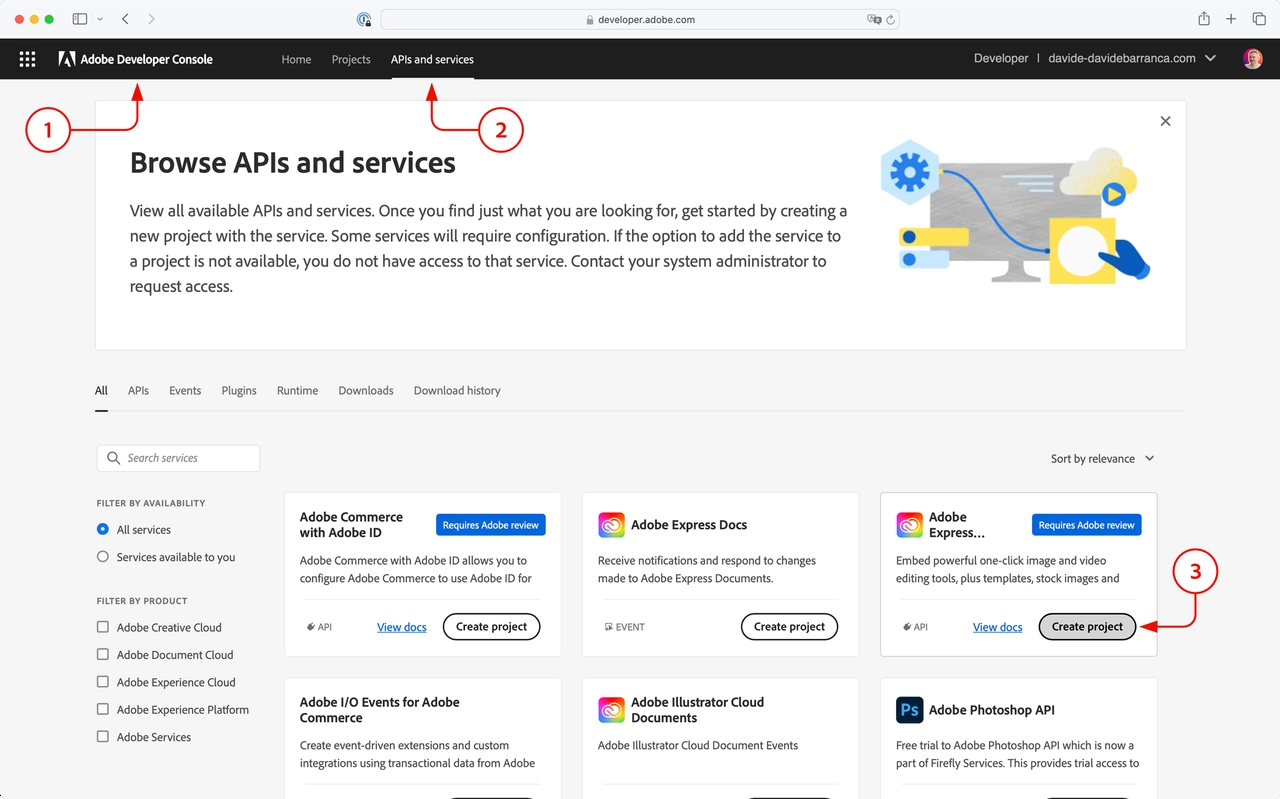 developer.adobe.com
Adobe Developer Console
Home
Projects
APIs and services
Developer | davide-davidebarranca.com
1
2
Browse APIs and services
View all available APIs and services. Once you find just what you are looking for, get started by creating a
new project with the service. Some services will require configuration. If the option to add the service to
a project is not available, you do not have access to that service. Contact your system administrator to
request access.
All
APIs
Events
Plugins
Runtime
Downloads
Download history
Search services
Sort by relevance
FILTER BY AVAILABILITY
All services
Services available to you
FILTER BY PRODUCT
Adobe Creative Cloud
Adobe Document Cloud
Adobe Experience Cloud
Adobe Experience Platform
Adobe Services
Adobe Commerce
with Adobe ID
Requires Adobe review
Adobe Commerce with Adobe ID allows you to
configure Adobe Commerce to use Adobe ID for
API
View docs
Create project
Adobe Express Docs
Receive notifications and respond to changes
made to Adobe Express Documents.
EVENT
Create project
Adobe
Express...
Requires Adobe review
Embed powerful one-click image and video
editing tools, plus templates, stock images and
API
View docs
Create project
3
Adobe I/O Events for Adobe
Commerce
Create event-driven extensions and custom
integrations using transactional data from Adobe
Adobe Illustrator Cloud
Documents
Adobe Illustrator Cloud Document Events
Ps
Adobe Photoshop API
Free trial to Adobe Photoshop API which is now a
part of Firefly Services. This provides trial access to